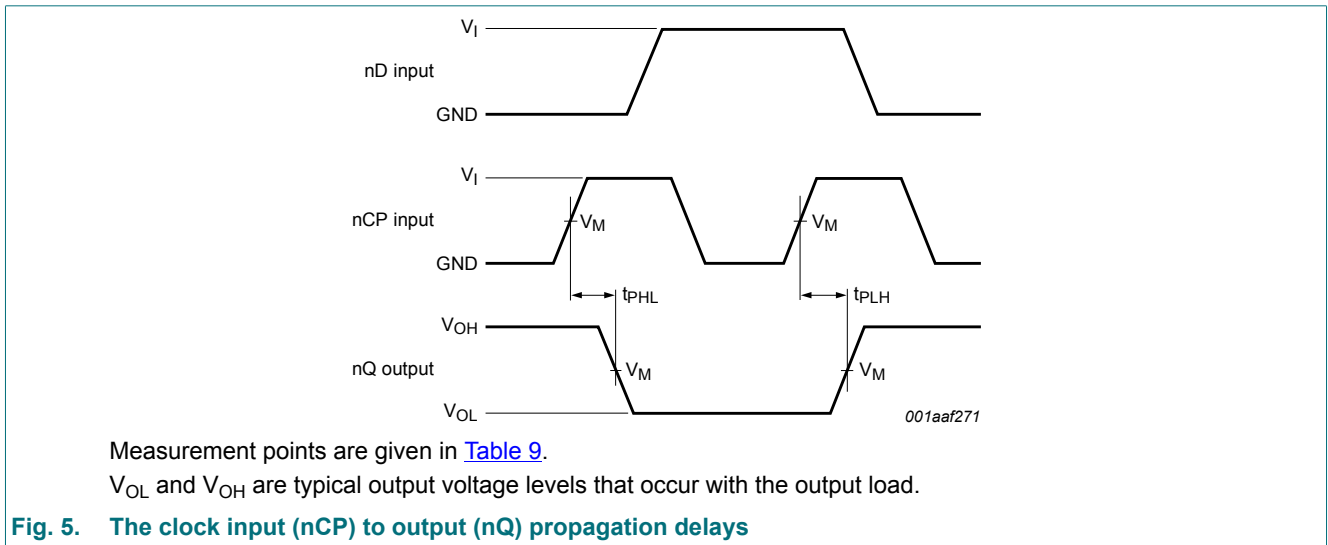 VI
nD input
GND
VI
nCP input
VM
VM
GND
tPHL
tPLH
VOH
nQ output
VM
VM
VOL
001aaf271
Measurement points are given in Table 9.
VOL and VOH are typical output voltage levels that occur with the output load.
Fig. 5. The clock input (nCP) to output (nQ) propagation delays